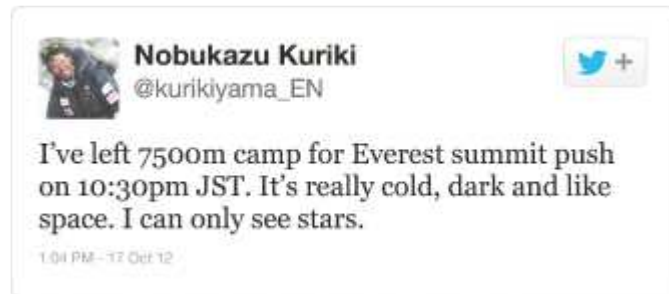 Nobukazu Kuriki
@kurikiyama_EN
I've left 7500m camp for Everest summit push
on 10:30pm JST. It's really cold, dark and like
space. I can only see stars.
1:04 PM - 17 Oct 12